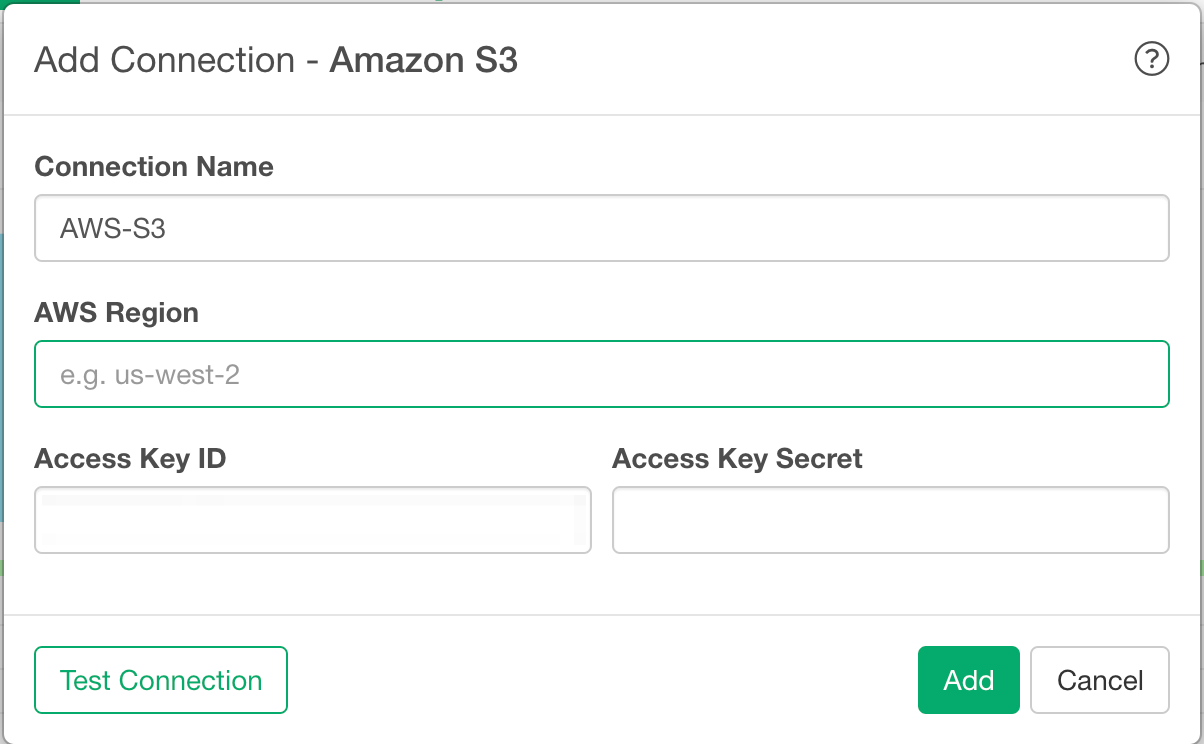 Add Connection - Amazon S3
?
Connection Name
AWS-S3
AWS Region
e.g. us-west-2
Access Key ID Access Key Secret
Test Connection Add Cancel